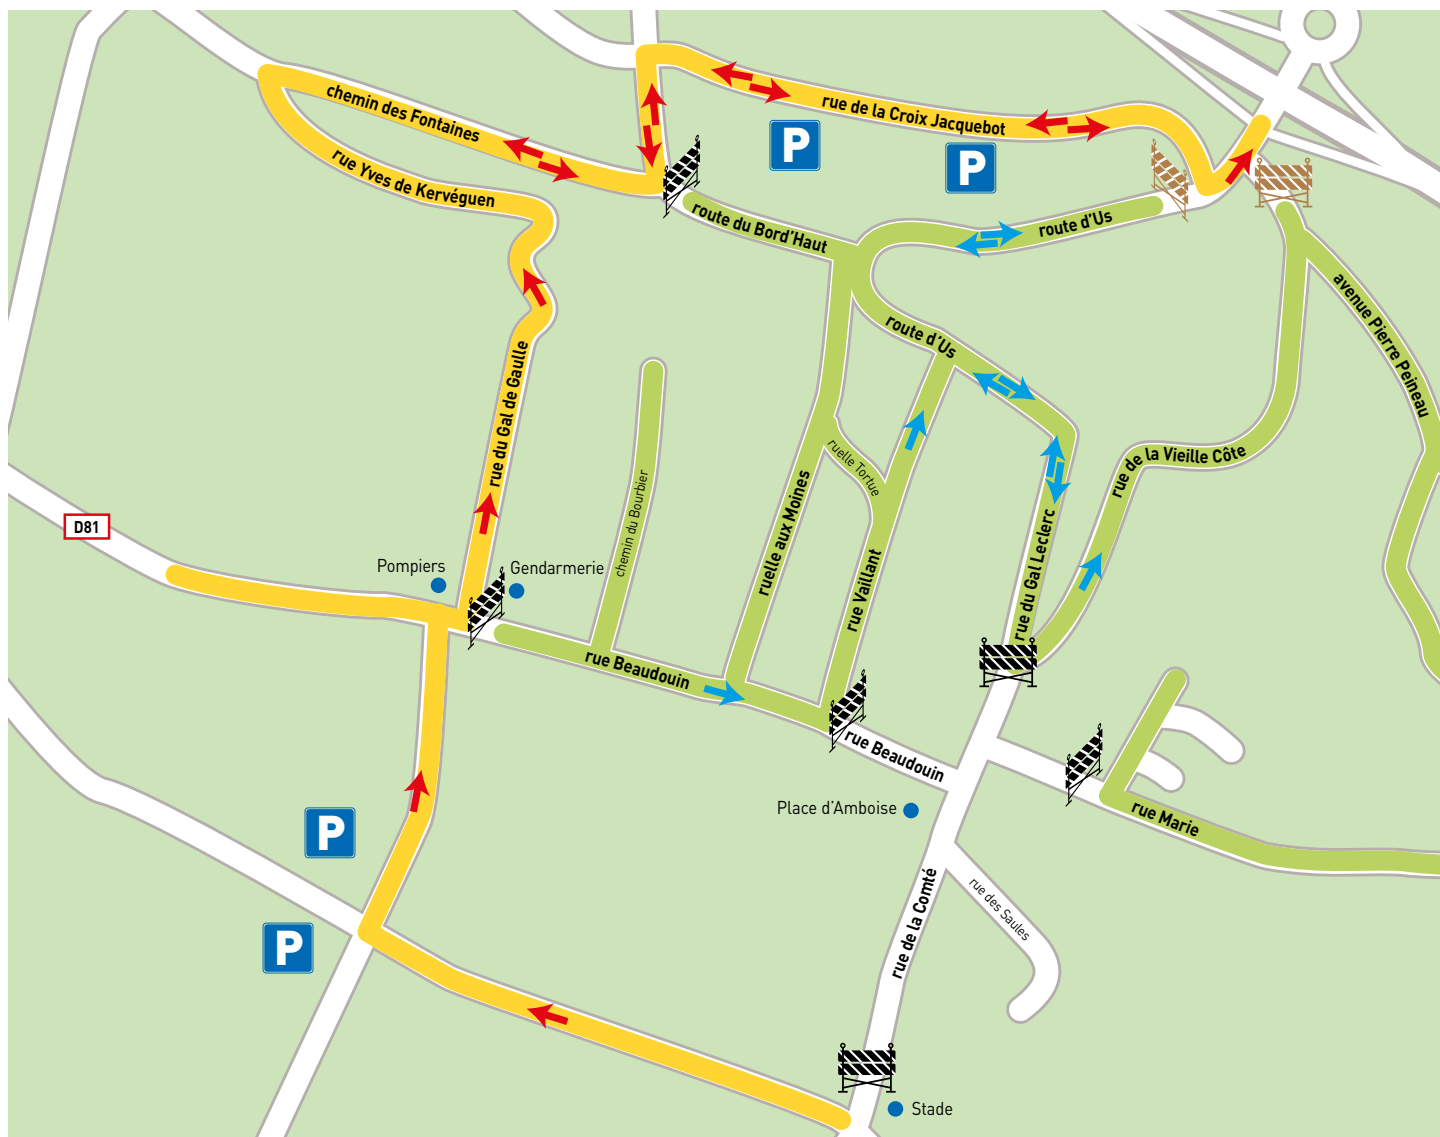 chemin des Fontaines
rue de la Croix Jacquebot
P
P
rue Yves de Kervéguen
route du Bord'Haut
route d'Us
avenue Pierre Peineau
route d'Us
rue du Gal de Gaulle
rue de la Vieille Côte
ruelle Tortue
chemin du Bourbier
ruelle aux Moines
D81
rue du Gal Leclerc
Pompiers
Gendarmerie
rue Vaillant
rue Beaudouin
rue Beaudouin
Place d'Amboise
rue Marie
P
rue de la Comté
rue des Saules
P
Stade